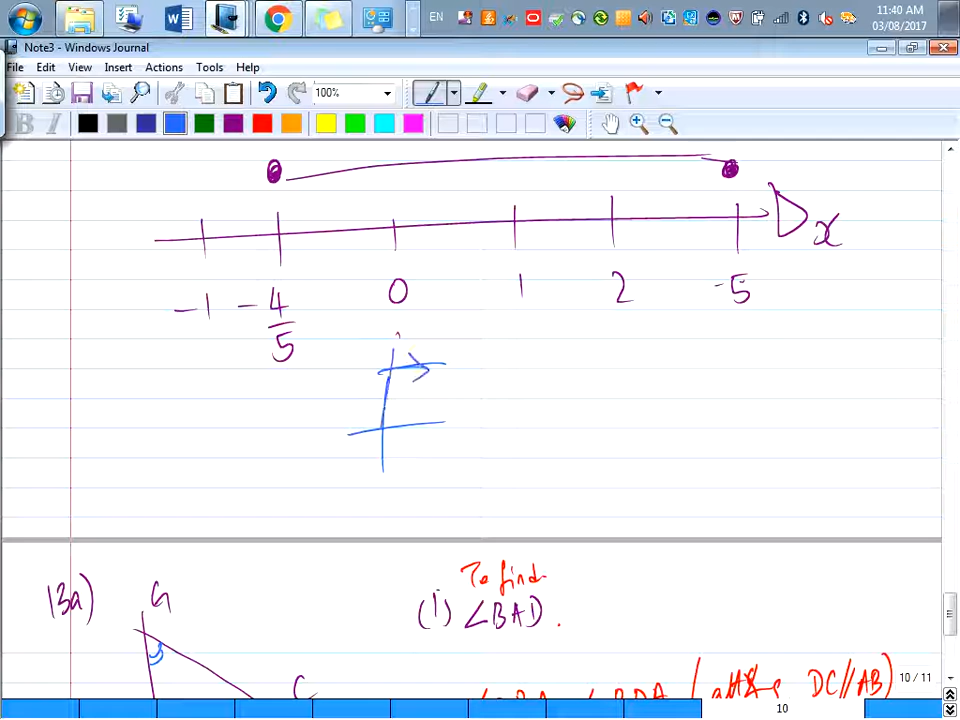 EN
11:40 AM
03/08/2017
Note3 - Windows Journal
File Edit View Insert Actions Tools Help
100%
B I
x
-1 -4/5 0 1 2 -5
To find
13a) G (i) ∠BAD.
C DC//AB)
10 / 11
10